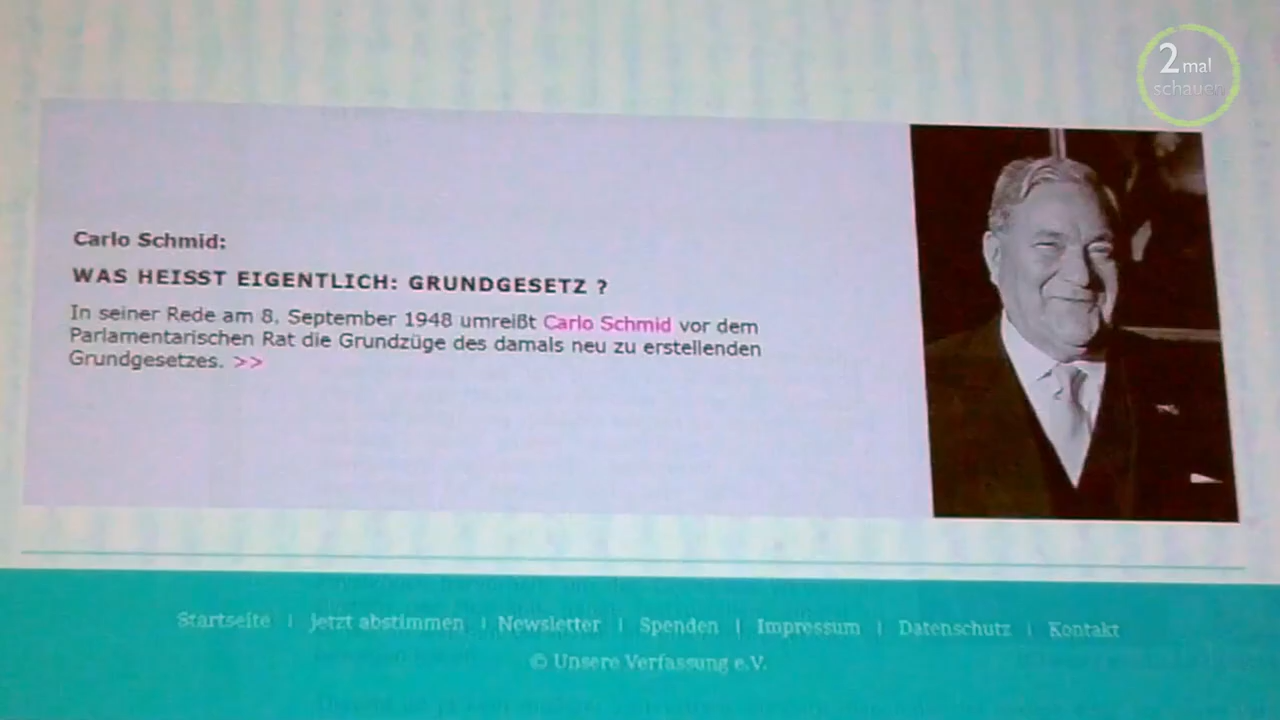 2 mal
schauen
Carlo Schmid:
WAS HEISST EIGENTLICH: GRUNDGESETZ ?
In seiner Rede am 8. September 1948 umreißt Carlo Schmid vor dem
Parlamentarischen Rat die Grundzüge des damals neu zu erstellenden
Grundgesetzes. >>
Startseite | Jetzt abstimmen | Newsletter | Spenden | Impressum | Datenschutz | Kontakt
© Unsere Verfassung e.V.